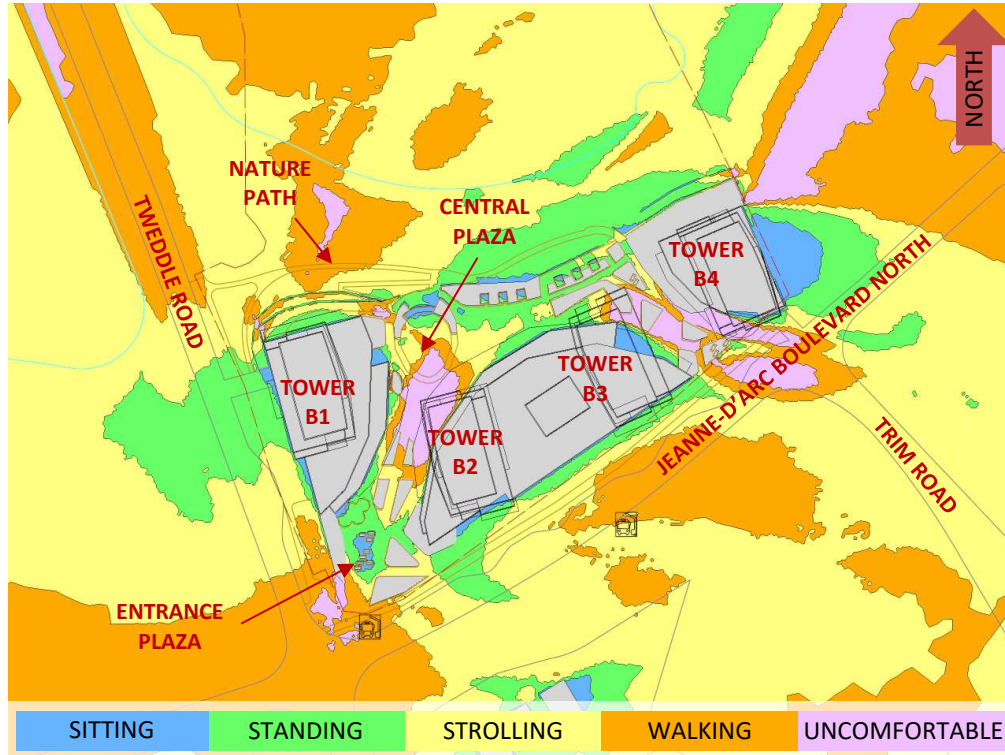 NORTH
NATURE
PATH
CENTRAL
PLAZA
TWEDDLE ROAD
TOWER
B4
JEANNE-D'ARC BOULEVARD NORTH
TOWER
B3
TOWER
B1
TOWER
B2
TRIM ROAD
ENTRANCE
PLAZA
SITTING
STANDING
STROLLING
WALKING
UNCOMFORTABLE